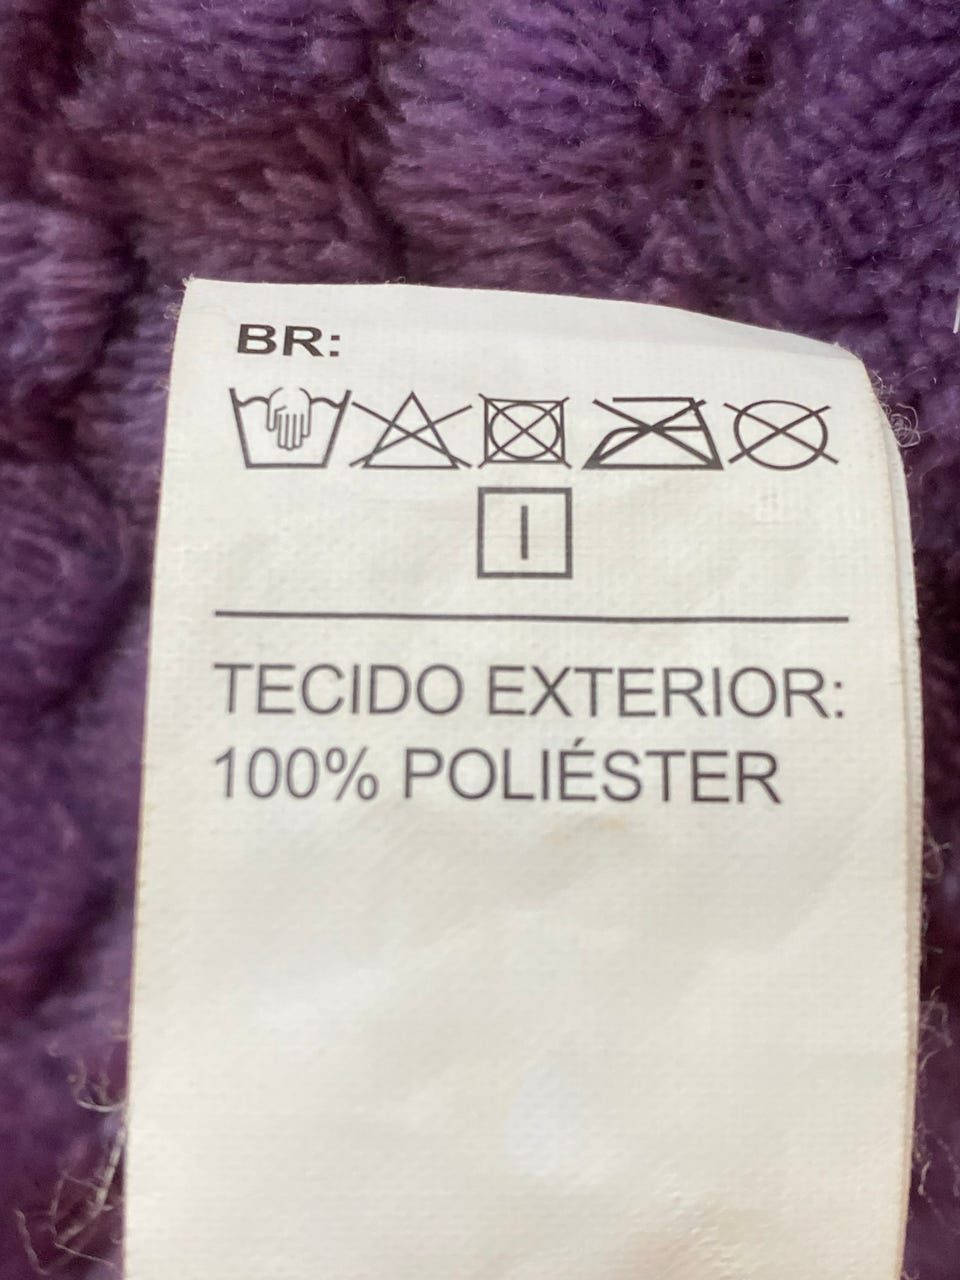 BR:
TECIDO EXTERIOR:
100% POLIÉSTER